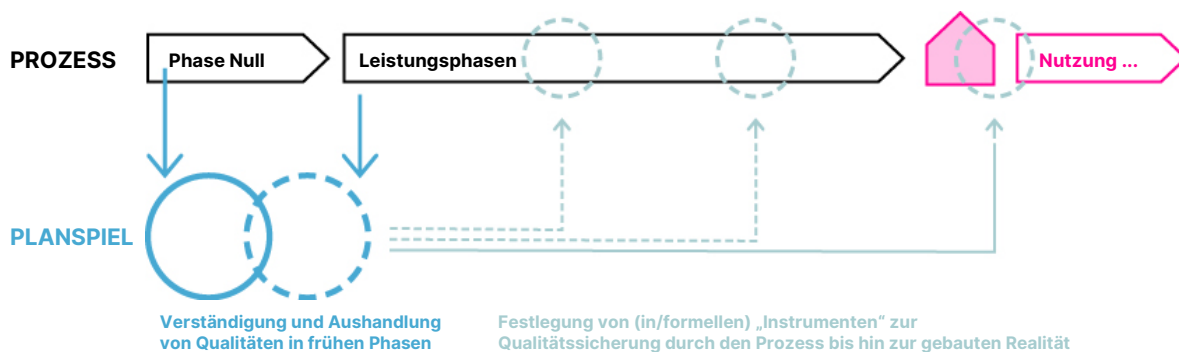 PROZESS
Phase Null
Leistungsphasen
Nutzung ...
PLANSPIEL
Verständigung und Aushandlung
von Qualitäten in frühen Phasen
Festlegung von (in/formellen) „Instrumenten“ zur
Qualitätssicherung durch den Prozess bis hin zur gebauten Realität